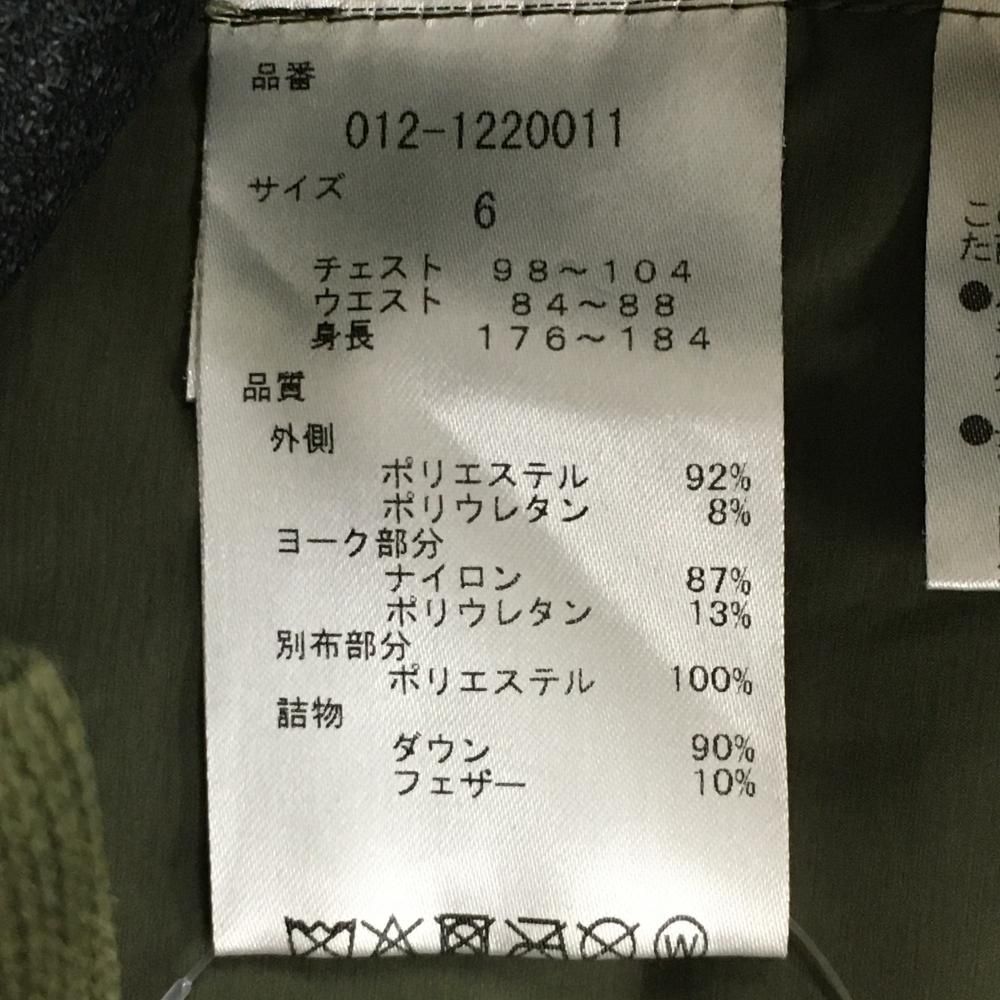 品番
012-1220011
サイズ
6
チェスト 98～104
ウエスト 84～88
身長 176～184
品質
外側
ポリエステル 92%
ポリウレタン 8%
ヨーク部分
ナイロン 87%
ポリウレタン 13%
別布部分
ポリエステル 100%
詰物
ダウン 90%
フェザー 10%
W
こ
た